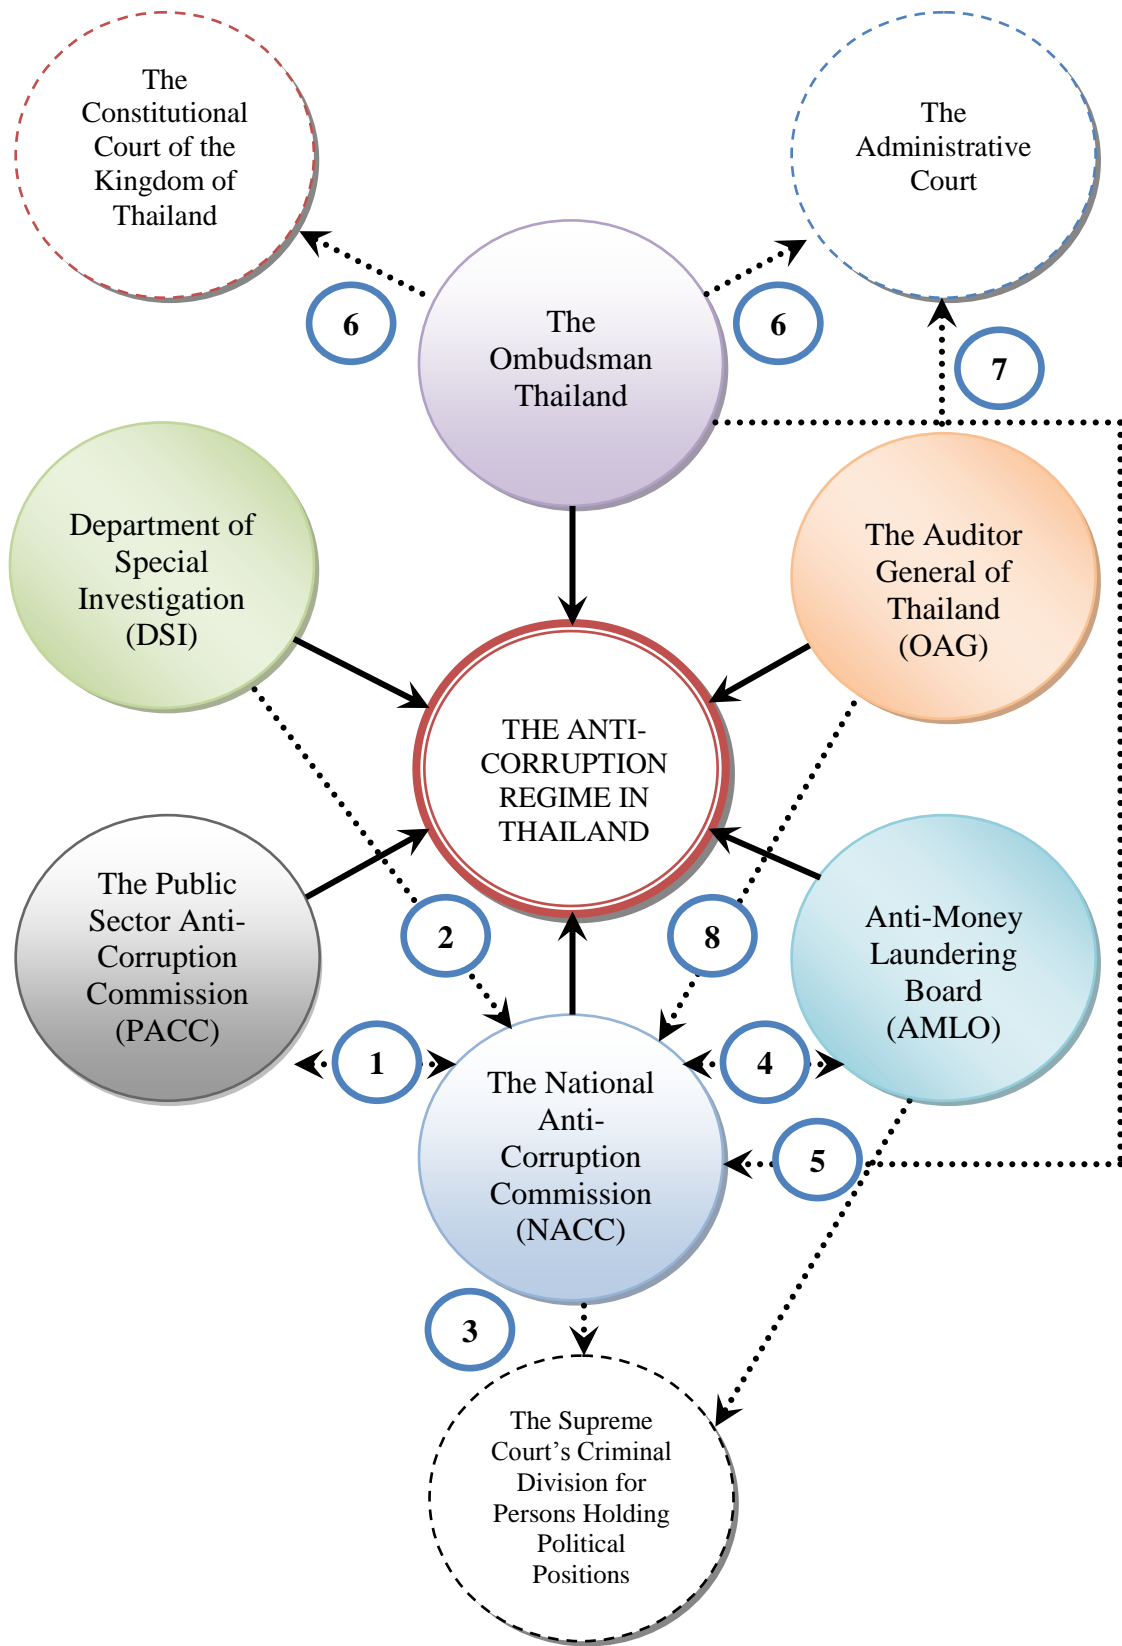 The
Constitutional
Court of the
Kingdom of
Thailand
The
Administrative
Court
6
The
Ombudsman
Thailand
6
7
Department of
Special
Investigation
(DSI)
The Auditor
General of
Thailand
(OAG)
THE ANTI-
CORRUPTION
REGIME IN
THAILAND
The Public
Sector Anti-
Corruption
Commission
(PACC)
2
8
Anti-Money
Laundering
Board
(AMLO)
1
The National
Anti-
Corruption
Commission
(NACC)
4
5
3
The Supreme
Court’s Criminal
Division for
Persons Holding
Political
Positions